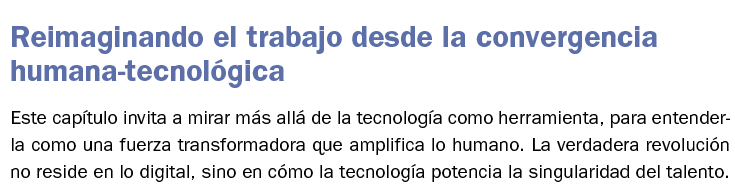 Reimaginando el trabajo desde la convergencia
humana-tecnológica
Este capítulo invita a mirar más allá de la tecnología como herramienta, para entender-
la como una fuerza transformadora que amplifica lo humano. La verdadera revolución
no reside en lo digital, sino en cómo la tecnología potencia la singularidad del talento.